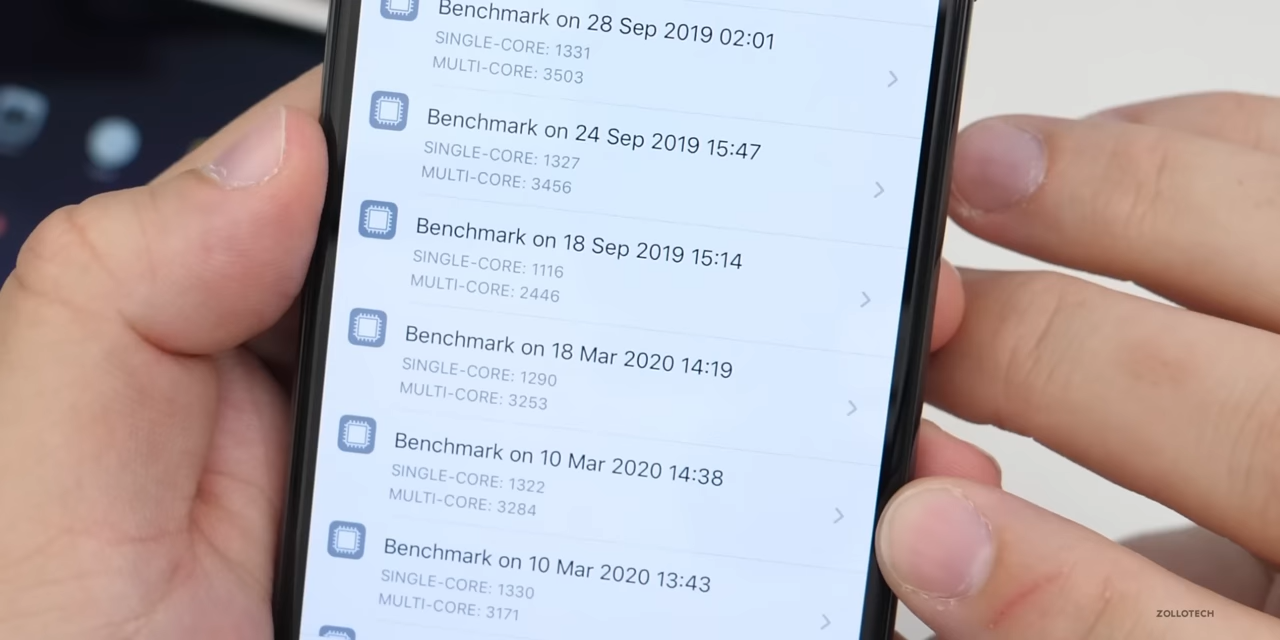 Benchmark on 28 Sep 2019 02:01
SINGLE-CORE: 1331
MULTI-CORE: 3503
Benchmark on 24 Sep 2019 15:47
SINGLE-CORE: 1327
MULTI-CORE: 3456
Benchmark on 18 Sep 2019 15:14
SINGLE-CORE: 1116
MULTI-CORE: 2446
Benchmark on 18 Mar 2020 14:19
SINGLE-CORE: 1290
MULTI-CORE: 3253
Benchmark on 10 Mar 2020 14:38
SINGLE-CORE: 1322
MULTI-CORE: 3284
Benchmark on 10 Mar 2020 13:43
SINGLE-CORE: 1330
MULTI-CORE: 3171
ZOLLOTECH